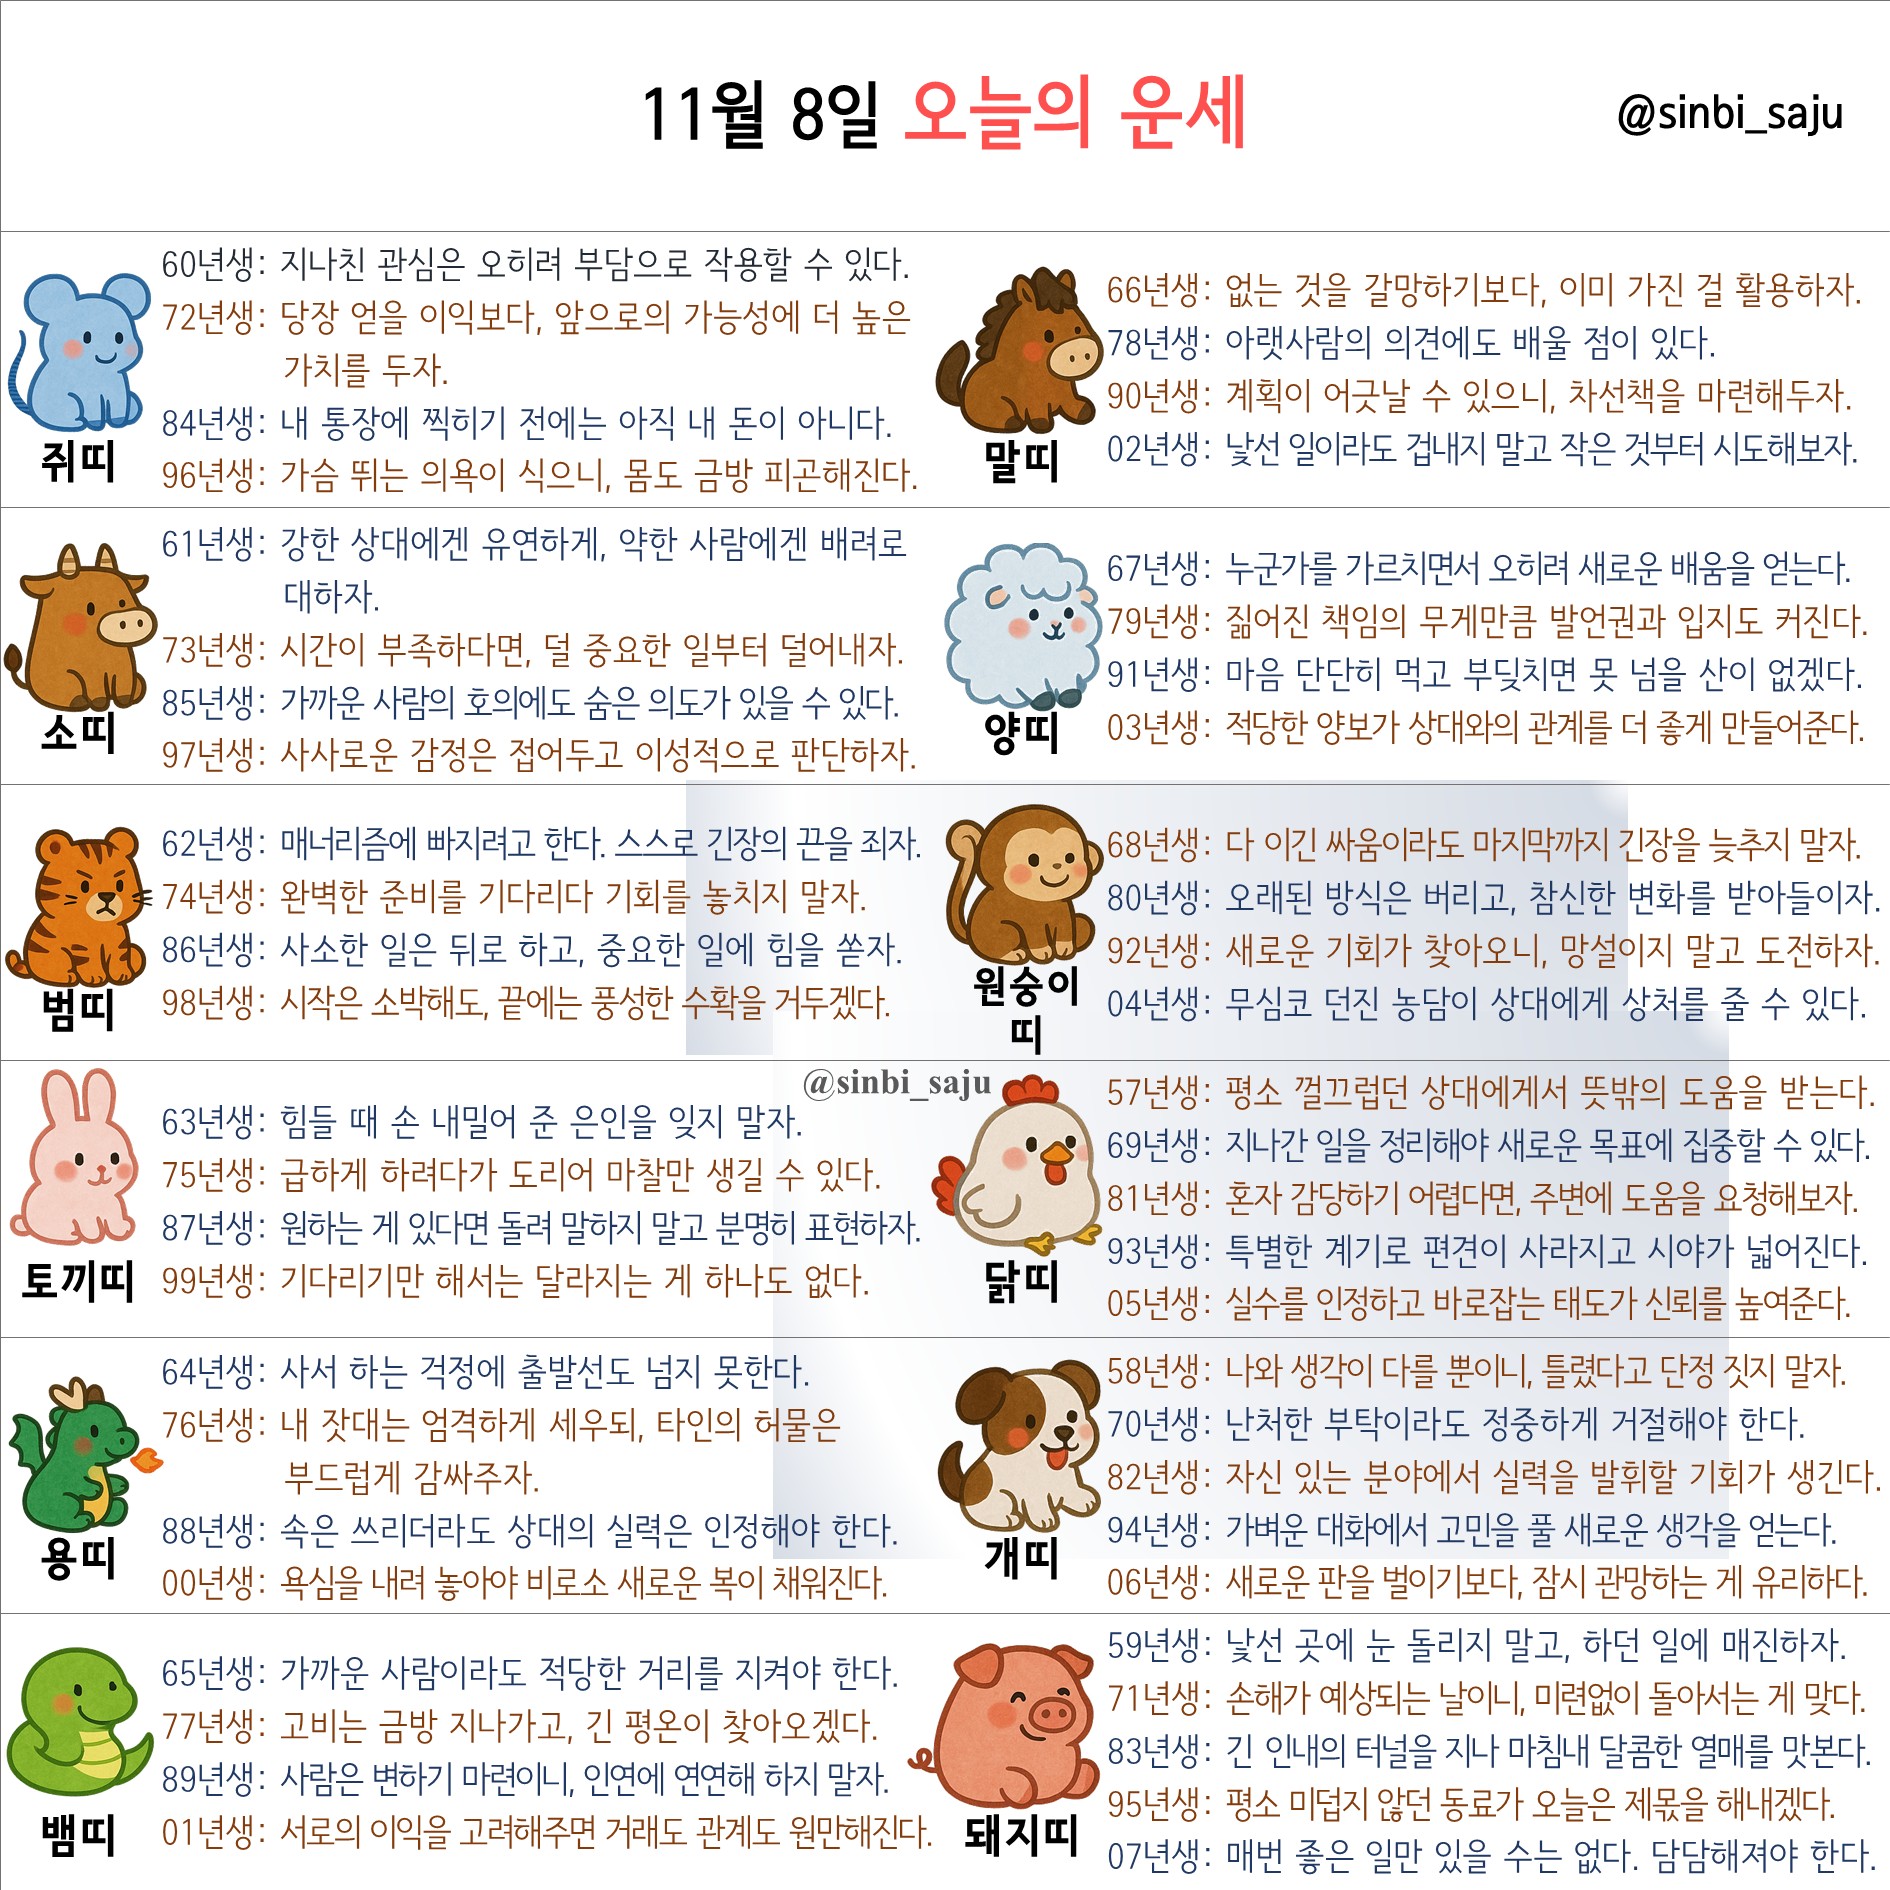 11월 8일 오늘의 운세
@sinbi_saju
60년생: 지나친 관심은 오히려 부담으로 작용할 수 있다.
72년생: 당장 얻을 이익보다, 앞으로의 가능성에 더 높은
가치를 두자.
84년생: 내 통장에 찍히기 전에는 아직 내 돈이 아니다.
96년생: 가슴 뛰는 의욕이 식으니, 몸도 금방 피곤해진다.
쥐띠
61년생: 강한 상대에겐 유연하게, 약한 사람에겐 배려로
대하자.
73년생: 시간이 부족하다면, 덜 중요한 일부터 덜어내자.
85년생: 가까운 사람의 호의에도 숨은 의도가 있을 수 있다.
97년생: 사사로운 감정은 접어두고 이성적으로 판단하자.
소띠
62년생: 매너리즘에 빠지려고 한다. 스스로 긴장의 끈을 죄자.
74년생: 완벽한 준비를 기다리다 기회를 놓치지 말자.
86년생: 사소한 일은 뒤로 하고, 중요한 일에 힘을 쏟자.
98년생: 시작은 소박해도, 끝에는 풍성한 수확을 거두겠다.
범띠
63년생: 힘들 때 손 내밀어 준 은인을 잊지 말자.
75년생: 급하게 하려다가 도리어 마찰만 생길 수 있다.
87년생: 원하는 게 있다면 돌려 말하지 말고 분명히 표현하자.
99년생: 기다리기만 해서는 달라지는 게 하나도 없다.
토끼띠
64년생: 사서 하는 걱정에 출발선도 넘지 못한다.
76년생: 내 잣대는 엄격하게 세우되, 타인의 허물은
부드럽게 감싸주자.
88년생: 속은 쓰리더라도 상대의 실력은 인정해야 한다.
00년생: 욕심을 내려 놓아야 비로소 새로운 복이 채워진다.
용띠
65년생: 가까운 사람이라도 적당한 거리를 지켜야 한다.
77년생: 고비는 금방 지나가고, 긴 평온이 찾아오겠다.
89년생: 사람은 변하기 마련이니, 인연에 연연해 하지 말자.
01년생: 서로의 이익을 고려해주면 거래도 관계도 원만해진다.
뱀띠
66년생: 없는 것을 갈망하기보다, 이미 가진 걸 활용하자.
78년생: 아랫사람의 의견에도 배울 점이 있다.
90년생: 계획이 어긋날 수 있으니, 차선책을 마련해두자.
02년생: 낯선 일이라도 겁내지 말고 작은 것부터 시도해보자.
말띠
67년생: 누군가를 가르치면서 오히려 새로운 배움을 얻는다.
79년생: 짊어진 책임의 무게만큼 발언권과 입지도 커진다.
91년생: 마음 단단히 먹고 부딪치면 못 넘을 산이 없겠다.
03년생: 적당한 양보가 상대와의 관계를 더 좋게 만들어준다.
양띠
68년생: 다 이긴 싸움이라도 마지막까지 긴장을 늦추지 말자.
80년생: 오래된 방식은 버리고, 참신한 변화를 받아들이자.
92년생: 새로운 기회가 찾아오니, 망설이지 말고 도전하자.
04년생: 무심코 던진 농담이 상대에게 상처를 줄 수 있다.
원숭이
띠
@sinbi_saju
57년생: 평소 껄끄럽던 상대에게서 뜻밖의 도움을 받는다.
69년생: 지나간 일을 정리해야 새로운 목표에 집중할 수 있다.
81년생: 혼자 감당하기 어렵다면, 주변에 도움을 요청해보자.
93년생: 특별한 계기로 편견이 사라지고 시야가 넓어진다.
05년생: 실수를 인정하고 바로잡는 태도가 신뢰를 높여준다.
닭띠
58년생: 나와 생각이 다를 뿐이니, 틀렸다고 단정 짓지 말자.
70년생: 난처한 부탁이라도 정중하게 거절해야 한다.
82년생: 자신 있는 분야에서 실력을 발휘할 기회가 생긴다.
94년생: 가벼운 대화에서 고민을 풀 새로운 생각을 얻는다.
06년생: 새로운 판을 벌이기보다, 잠시 관망하는 게 유리하다.
개띠
59년생: 낯선 곳에 눈 돌리지 말고, 하던 일에 매진하자.
71년생: 손해가 예상되는 날이니, 미련없이 돌아서는 게 맞다.
83년생: 긴 인내의 터널을 지나 마침내 달콤한 열매를 맛본다.
95년생: 평소 미덥지 않던 동료가 오늘은 제몫을 해내겠다.
07년생: 매번 좋은 일만 있을 수는 없다. 담담해져야 한다.
돼지띠